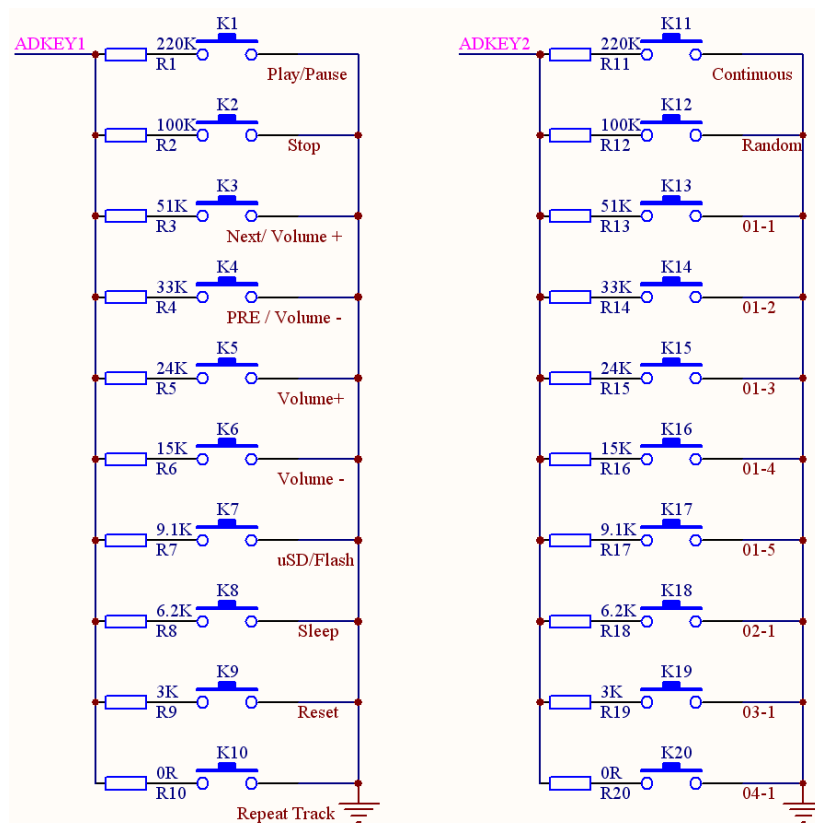 ADKEY1
K1
220K
R1
Play/Pause
K2
100K
R2
Stop
K3
51K
R3
Next/ Volume +
K4
33K
R4
PRE / Volume -
K5
24K
R5
Volume+
K6
15K
R6
Volume -
K7
9.1K
R7
uSD/Flash
K8
6.2K
R8
Sleep
K9
3K
R9
Reset
K10
0R
R10
Repeat Track
ADKEY2
K11
220K
R11
Continuous
K12
100K
R12
Random
K13
51K
R13
01-1
K14
33K
R14
01-2
K15
24K
R15
01-3
K16
15K
R16
01-4
K17
9.1K
R17
01-5
K18
6.2K
R18
02-1
K19
3K
R19
03-1
K20
0R
R20
04-1